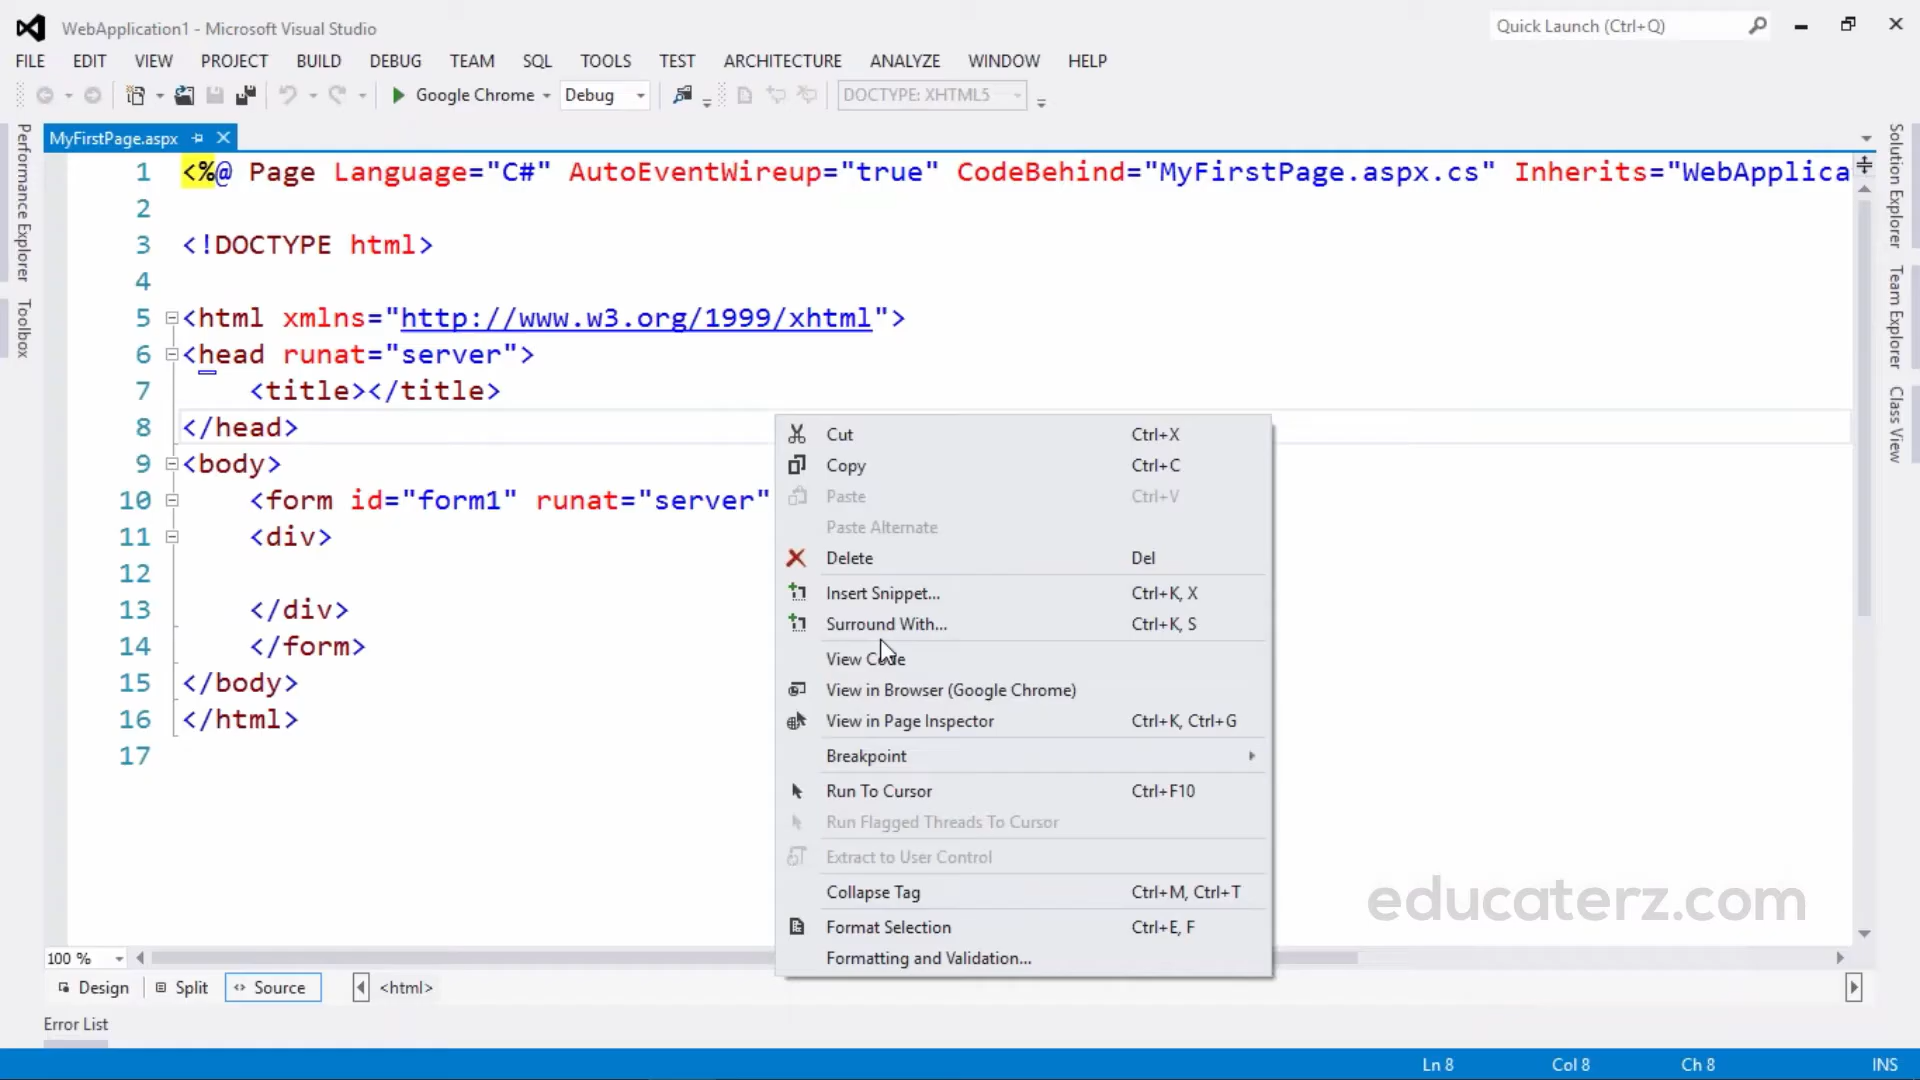 WebApplication1 - Microsoft Visual Studio
Quick Launch (Ctrl+Q)
FILE EDIT VIEW PROJECT BUILD DEBUG TEAM SQL TOOLS TEST ARCHITECTURE ANALYZE WINDOW HELP
Google Chrome Debug DOCTYPE: XHTML5
Performance Explorer
Toolbox
MyFirstPage.aspx
1 <%@ Page Language="C#" AutoEventWireup="true" CodeBehind="MyFirstPage.aspx.cs" Inherits="WebApplica
2
3 <!DOCTYPE html>
4
5 <html xmlns="http://www.w3.org/1999/xhtml">
6 <head runat="server">
7 <title></title>
8 </head>
9 <body>
10 <form id="form1" runat="server"
11 <div>
12
13 </div>
14 </form>
15 </body>
16 </html>
17
Cut Ctrl+X
Copy Ctrl+C
Paste Ctrl+V
Paste Alternate
Delete Del
Insert Snippet... Ctrl+K, X
Surround With... Ctrl+K, S
View Code
View in Browser (Google Chrome)
View in Page Inspector Ctrl+K, Ctrl+G
Breakpoint
Run To Cursor Ctrl+F10
Run Flagged Threads To Cursor
Extract to User Control
Collapse Tag Ctrl+M, Ctrl+T
Format Selection Ctrl+E, F
Formatting and Validation...
Solution Explorer
Team Explorer
Class View
educaterz.com
100 %
Design Split Source <html>
Error List
Ln 8 Col 8 Ch 8 INS